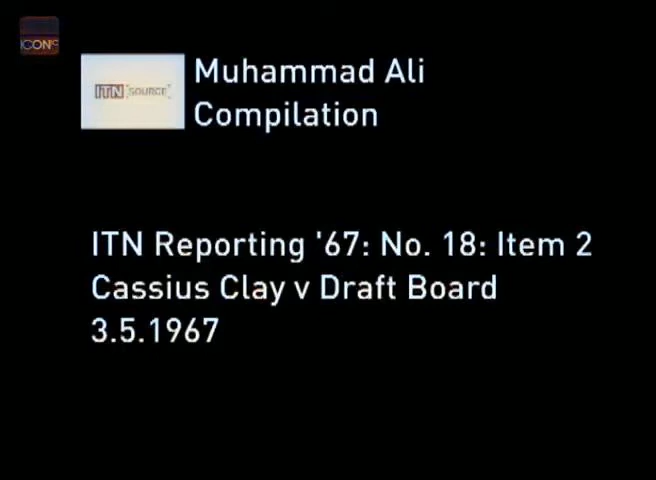 ICONIC
ITN [SOURCE]
Muhammad Ali
Compilation
ITN Reporting '67: No. 18: Item 2
Cassius Clay v Draft Board
3.5.1967